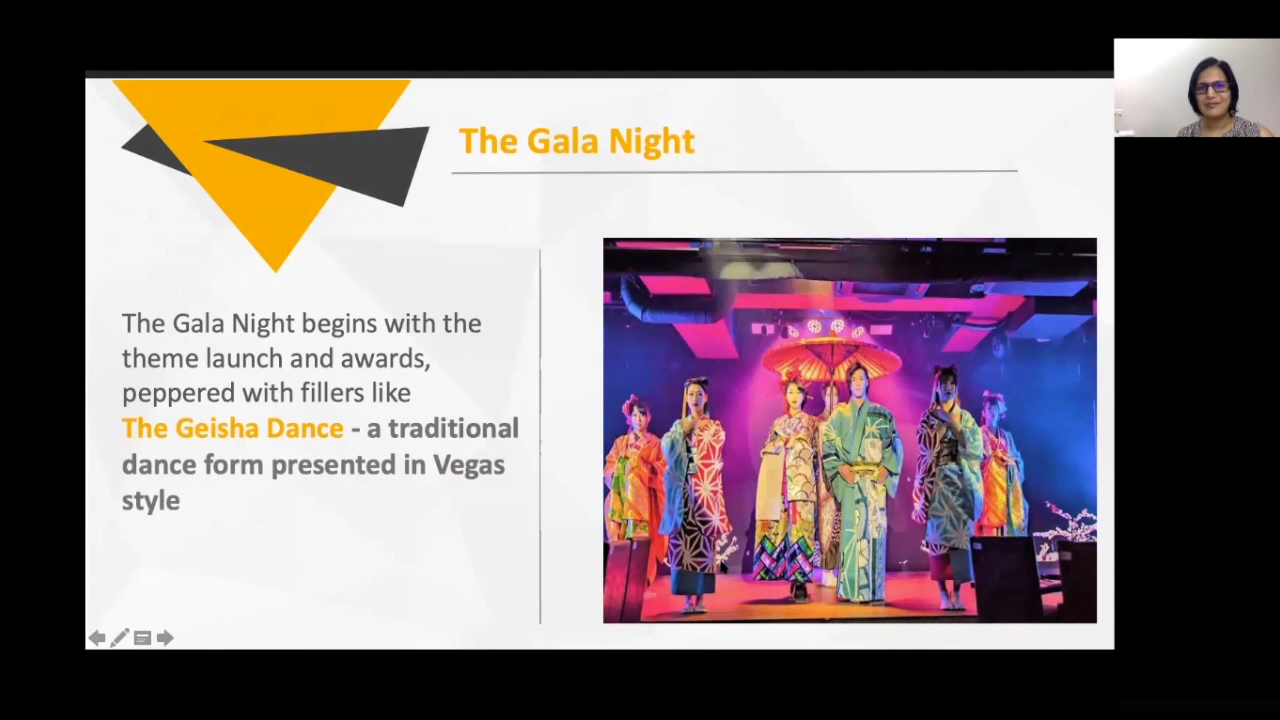 The Gala Night
The Gala Night begins with the
theme launch and awards,
peppered with fillers like
The Geisha Dance - a traditional
dance form presented in Vegas
style